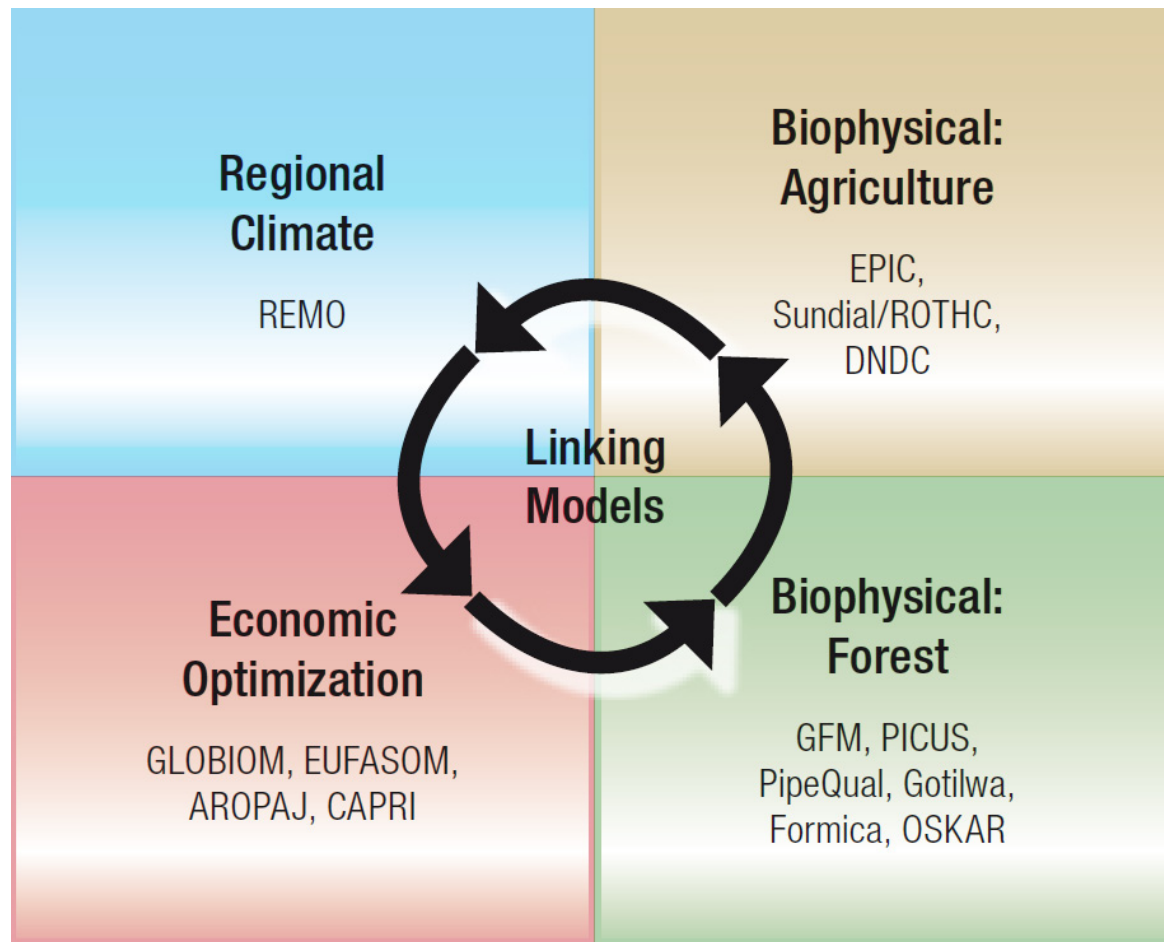 Regional
Climate
REMO
Biophysical:
Agriculture
EPIC,
Sundial/ROTHC,
DNDC
Linking
Models
Economic
Optimization
GLOBIOM, EUFASOM,
AROPAJ, CAPRI
Biophysical:
Forest
GFM, PICUS,
PipeQual, Gotilwa,
Formica, OSKAR